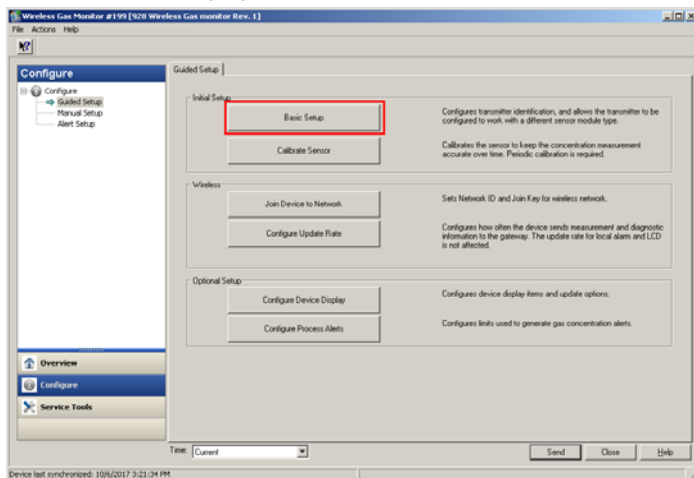 Wireless Gas Monitor #199 [928 Wireless Gas monitor Rev. 1]
File Actions Help
Configure
Guided Setup
Configure
Guided Setup
Manual Setup
Alert Setup
Initial Setup
Basic Setup
Configures transmitter identification, and allows the transmitter to be
configured to work with a different sensor module type.
Calibrate Sensor
Calibrates the sensor to keep the concentration measurement
accurate over time. Periodic calibration is required.
Wireless
Join Device to Network
Sets Network ID and Join Key for wireless network.
Configure Update Rate
Configures how often the device sends measurement and diagnostic
information to the gateway. The update rate for local alarm and LCD
is not affected.
Optional Setup
Configure Device Display
Configures device display items and update options.
Configure Process Alerts
Configures limits used to generate gas concentration alerts.
Overview
Configure
Service Tools
Time: Current
Send Close Help
Device last synchronized: 10/6/2017 3:21:34 PM